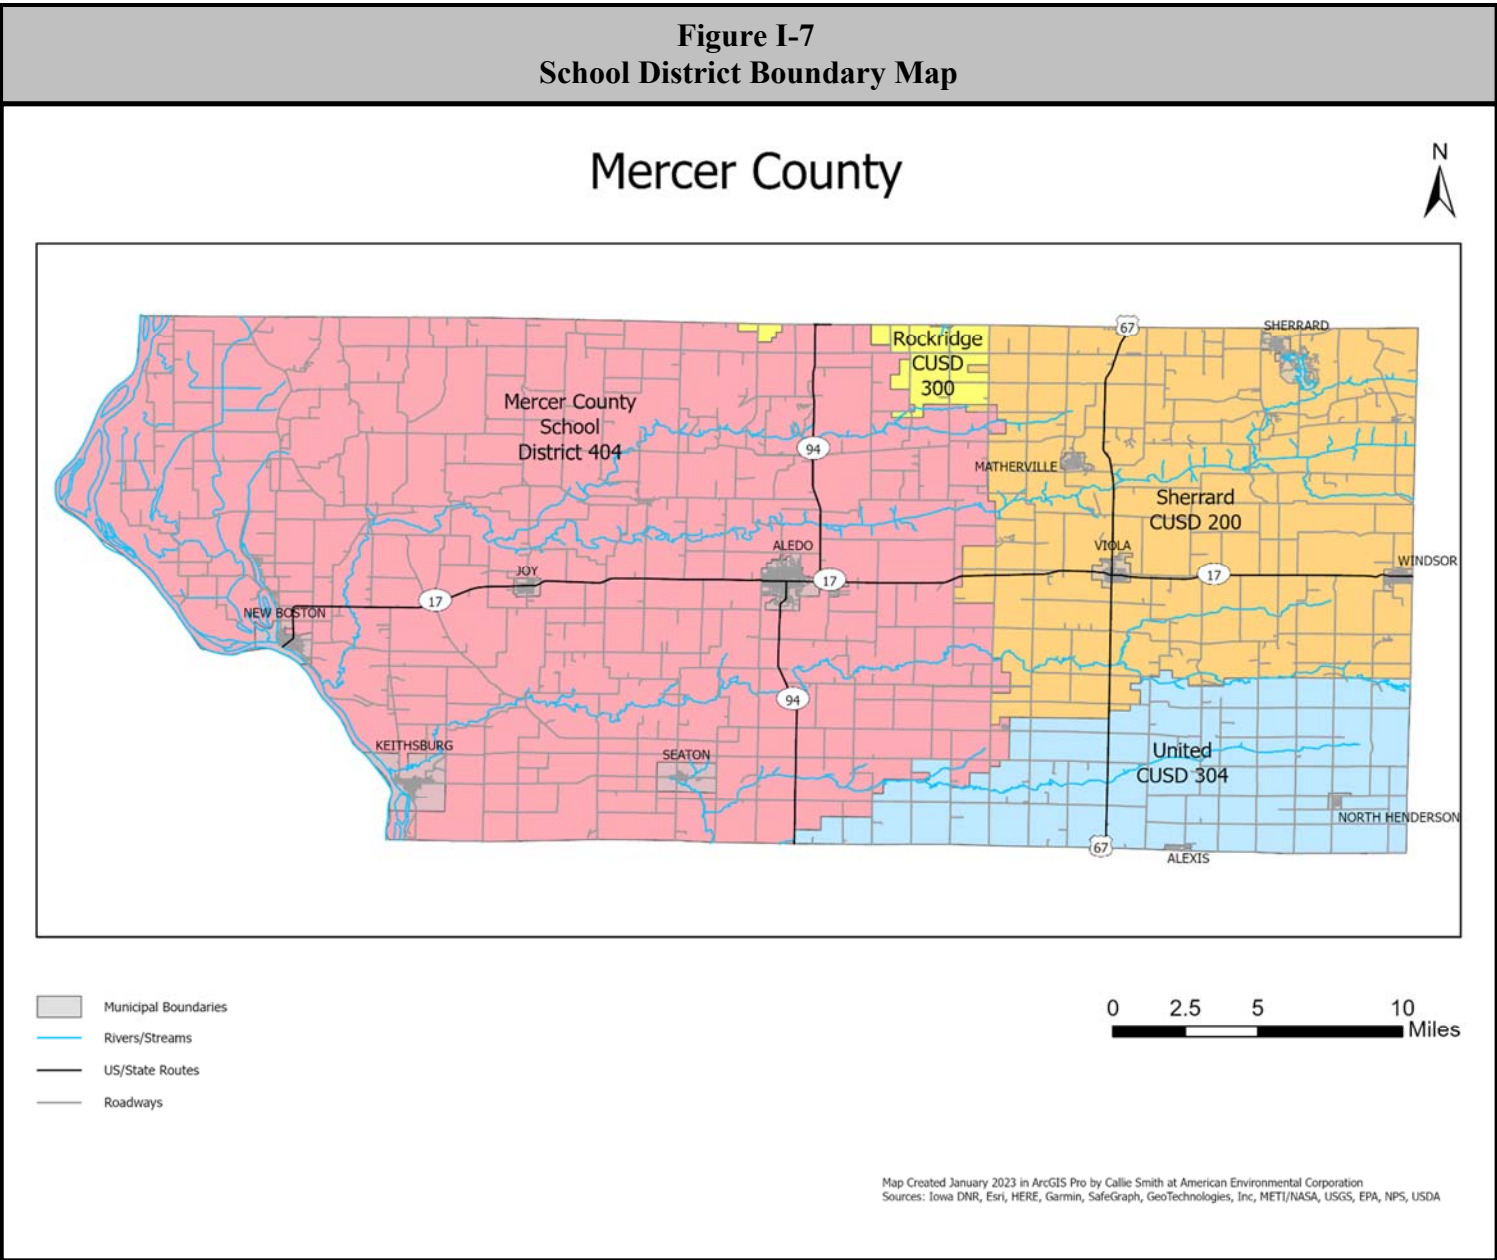 Figure I-7
School District Boundary Map
Mercer County
N
67
SHERRARD
Rockridge
CUSD
300
Mercer County
School
District 404
94
MATHERVILLE
Sherrard
CUSD 200
ALEDO
VIOLA
WINDSOR
JOY
17
17
17
NEW BOSTON
94
KEITHSBURG
SEATON
United
CUSD 304
NORTH HENDERSON
67
ALEXIS
Municipal Boundaries
Rivers/Streams
US/State Routes
Roadways
0 2.5 5 10
Miles
Map Created January 2023 in ArcGIS Pro by Callie Smith at American Environmental Corporation
Sources: Iowa DNR, Esri, HERE, Garmin, SafeGraph, GeoTechnologies, Inc, METI/NASA, USGS, EPA, NPS, USDA